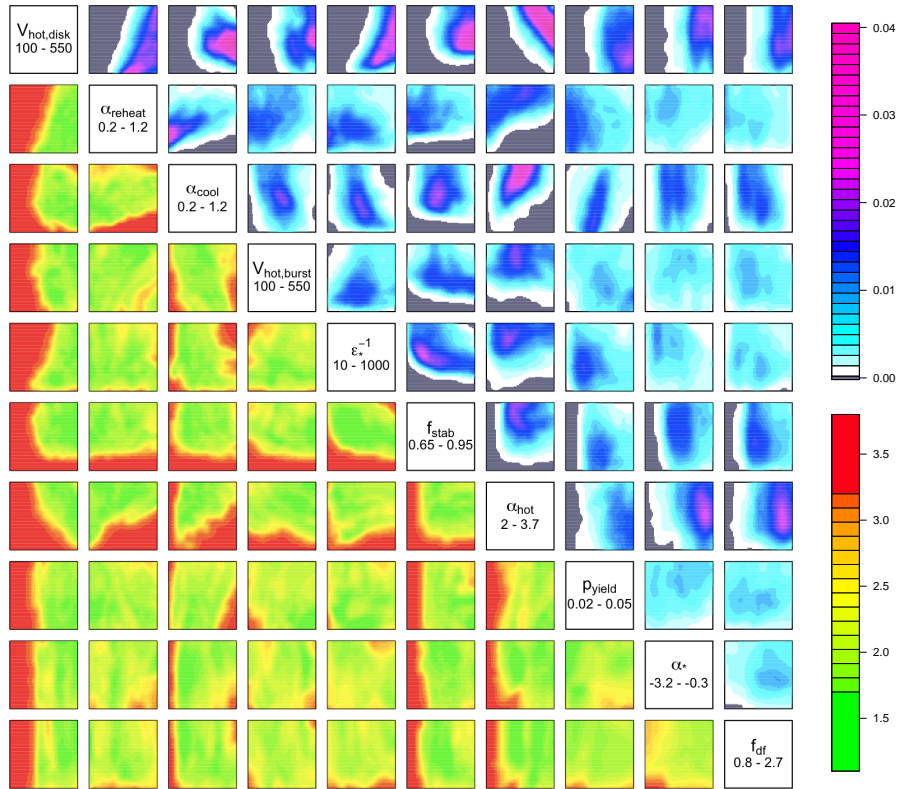 V_hot,disk
100 - 550
α_reheat
0.2 - 1.2
α_cool
0.2 - 1.2
V_hot,burst
100 - 550
ε_*^-1
10 - 1000
f_stab
0.65 - 0.95
α_hot
2 - 3.7
p_yield
0.02 - 0.05
α_*
-3.2 - -0.3
f_df
0.8 - 2.7
0.04
0.03
0.02
0.01
0.00
3.5
3.0
2.5
2.0
1.5